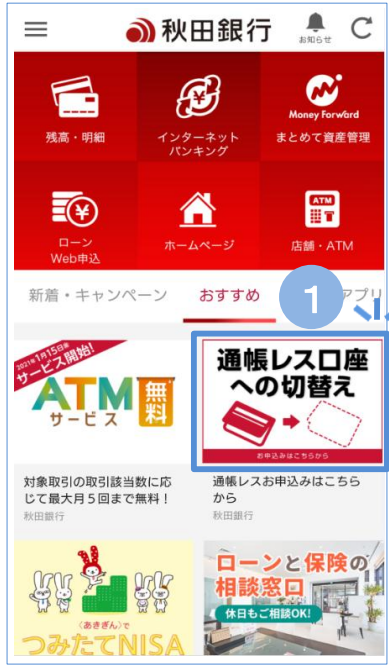 秋田銀行
お知らせ
残高・明細
インターネット
バンキング
Money Forward
まとめて資産管理
¥
ローン
Web申込
ホームページ
ATM
店舗・ATM
新着・キャンペーン
おすすめ
1
アプリ
2021年1月15日㊎
サービス開始!
ATM無料
サービス
通帳レス口座
への切替え
お申込みはこちらから
対象取引の取引該当数に応
じて最大月5回まで無料！
秋田銀行
通帳レスお申込みはこちら
から
秋田銀行
〈あきぎん〉で
つみたてNISA
ローンと保険の
相談窓口
休日もご相談OK!